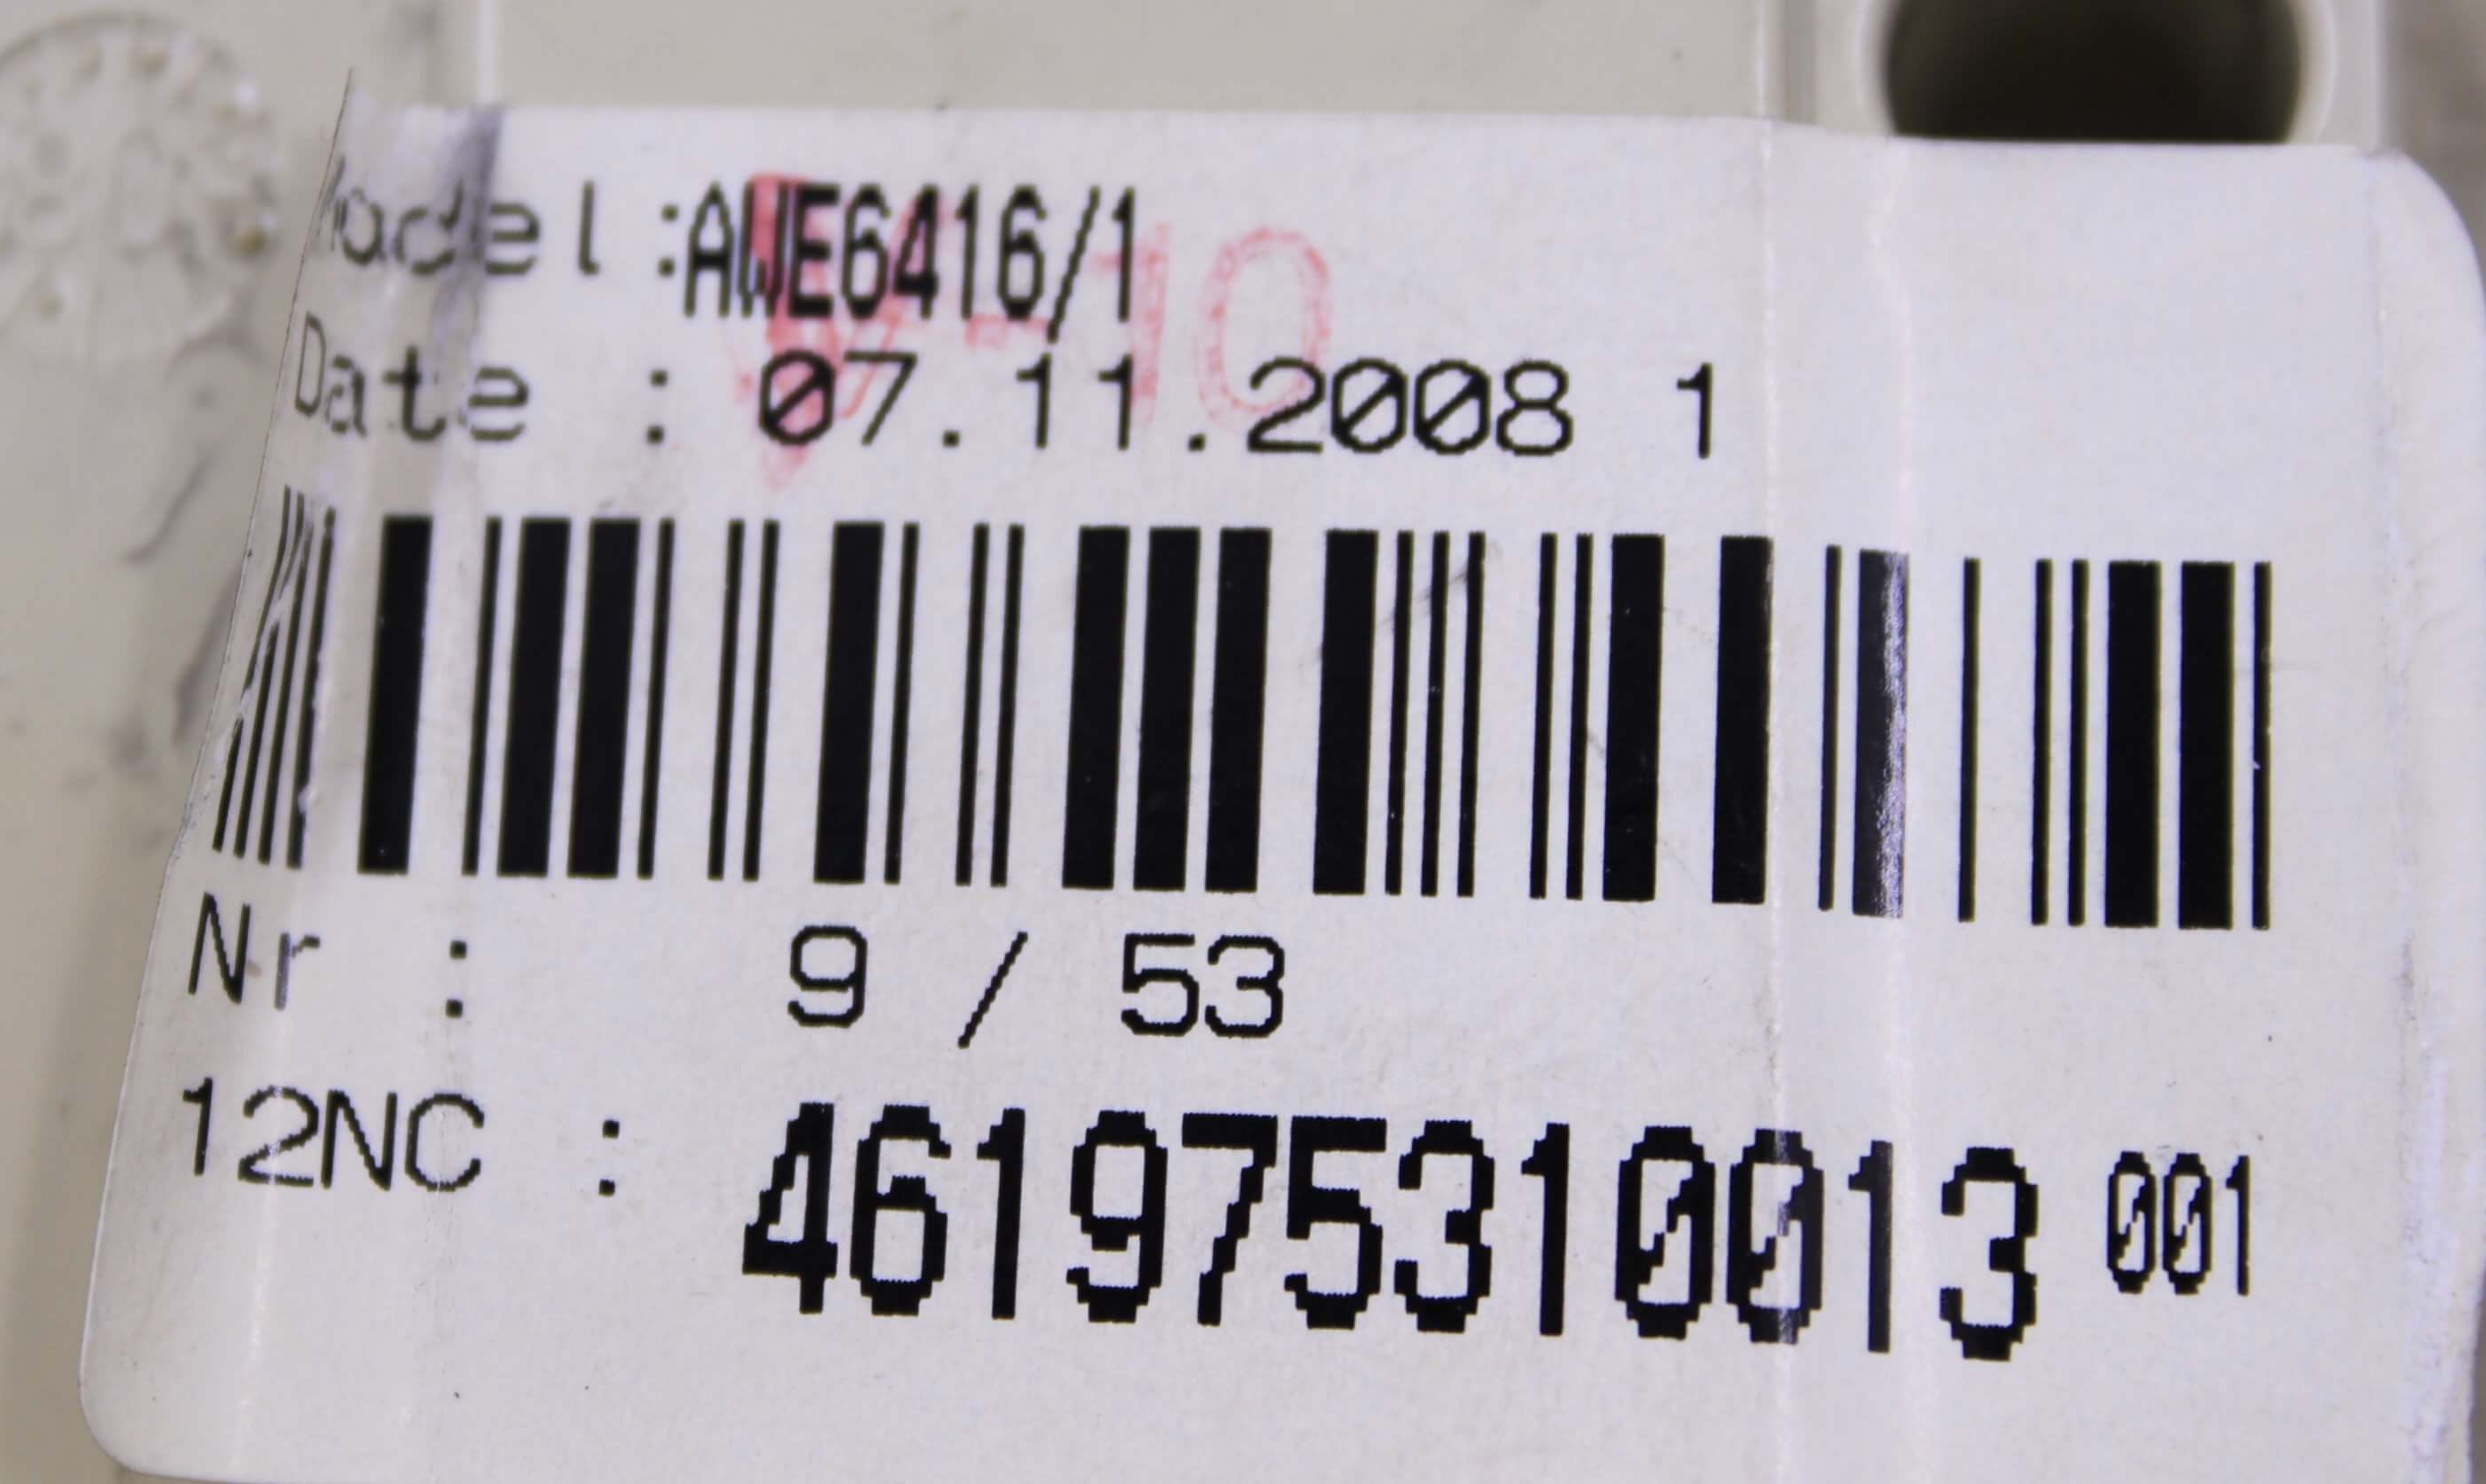 Model :AWE6416/1
Date : 07.11.2008 1
Nr : 9 / 53
12NC : 461975310013 001